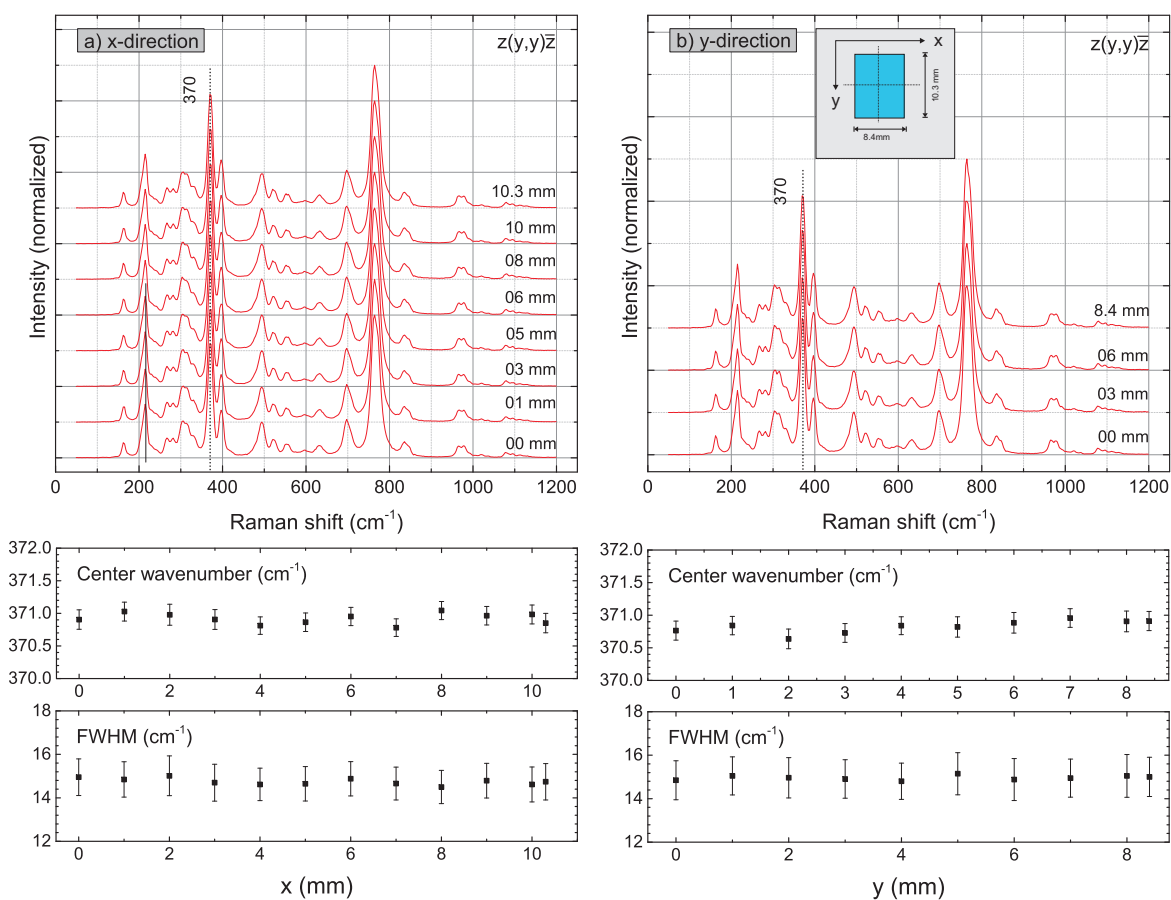 a) x-direction
z(y,y)z̅
370
10.3 mm
10 mm
08 mm
06 mm
05 mm
03 mm
01 mm
00 mm
Intensity (normalized)
0 200 400 600 800 1000 1200
Raman shift (cm⁻¹)
b) y-direction
z(y,y)z̅
x
y
10.3 mm
8.4mm
370
8.4 mm
06 mm
03 mm
00 mm
Intensity (normalized)
0 200 400 600 800 1000 1200
Raman shift (cm⁻¹)
372.0
371.5
371.0
370.5
370.0
Center wavenumber (cm⁻¹)
0 2 4 6 8 10
18
16
14
12
FWHM (cm⁻¹)
0 2 4 6 8 10
x (mm)
372.0
371.5
371.0
370.5
370.0
Center wavenumber (cm⁻¹)
0 1 2 3 4 5 6 7 8
18
16
14
12
FWHM (cm⁻¹)
0 2 4 6 8
y (mm)